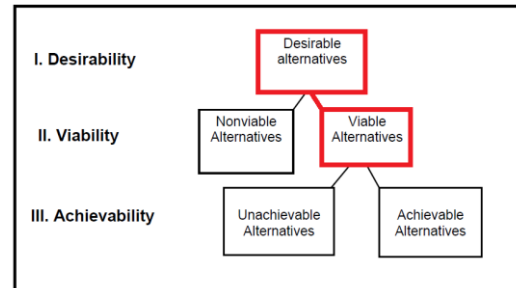 I. Desirability
Desirable
alternatives
II. Viability
Nonviable
Alternatives
Viable
Alternatives
III. Achievability
Unachievable
Alternatives
Achievable
Alternatives